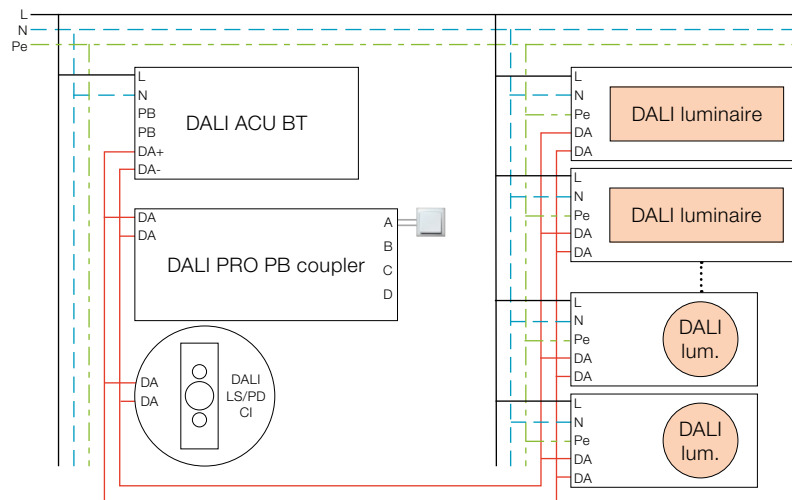 L
N
Pe
L
N
PB
PB
DA+
DA-
DALI ACU BT
DA
DA
DALI PRO PB coupler
A
B
C
D
DA
DA
DALI
LS/PD
CI
L
N
Pe
DA
DA
DALI luminaire
L
N
Pe
DA
DA
DALI luminaire
L
N
Pe
DA
DA
DALI
lum.
L
N
Pe
DA
DA
DALI
lum.